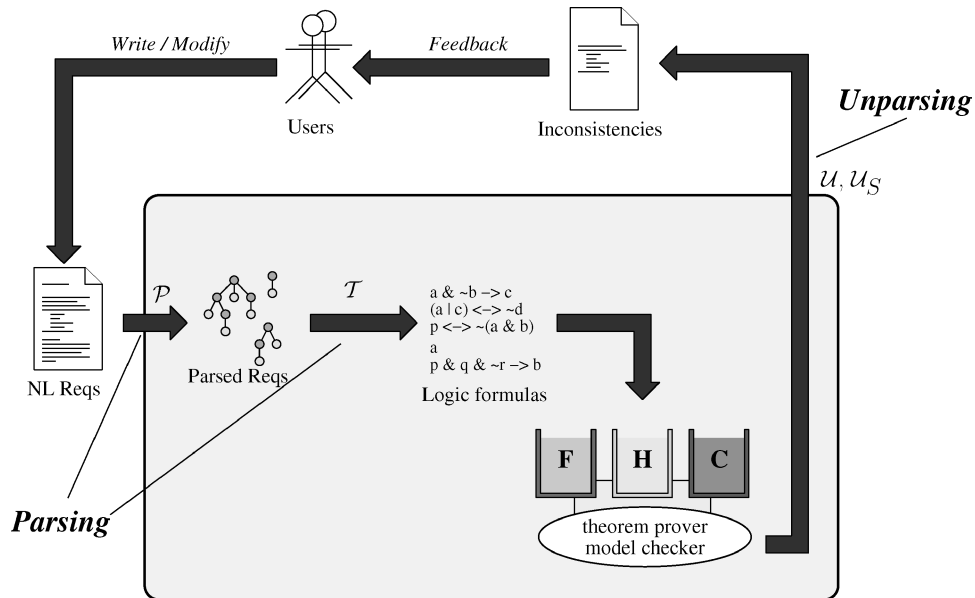 Write / Modify
Feedback
Unparsing
Users
Inconsistencies
𝒰, 𝒰_S
𝒫
𝒯
a & ~b –> c
(a | c) <–> ~d
p <–> ~(a & b)
a
p & q & ~r –> b
NL Reqs
Parsed Reqs
Logic formulas
F H C
Parsing
theorem prover
model checker